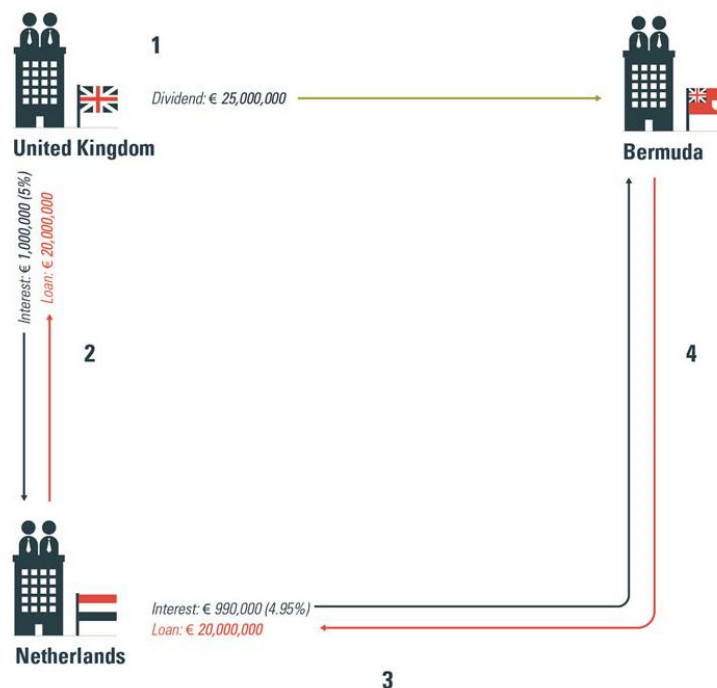 1
Dividend: € 25,000,000
United Kingdom
Bermuda
Interest: € 1,000,000 (5%)
Loan: € 20,000,000
2
4
Interest: € 990,000 (4.95%)
Loan: € 20,000,000
Netherlands
3